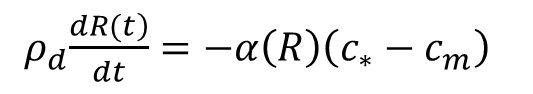 ρ_d dR(t)/dt = −α(R)(c_* − c_m)